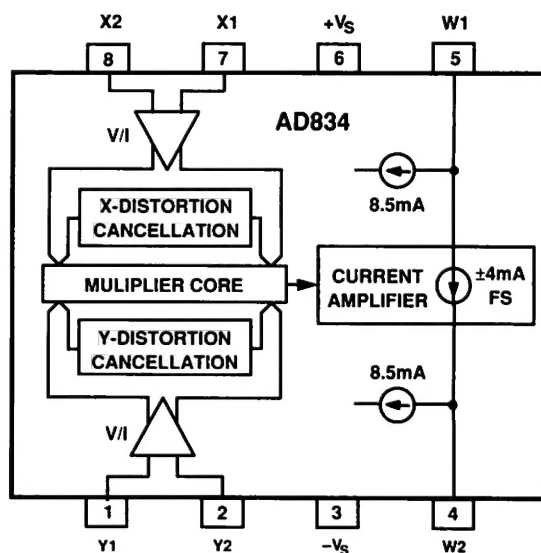 X2 X1 +VS W1
8 7 6 5
AD834
V/I
8.5mA
X-DISTORTION
CANCELLATION
MULIPLIER CORE
CURRENT
AMPLIFIER
±4mA
FS
Y-DISTORTION
CANCELLATION
8.5mA
V/I
1 2 3 4
Y1 Y2 –VS W2